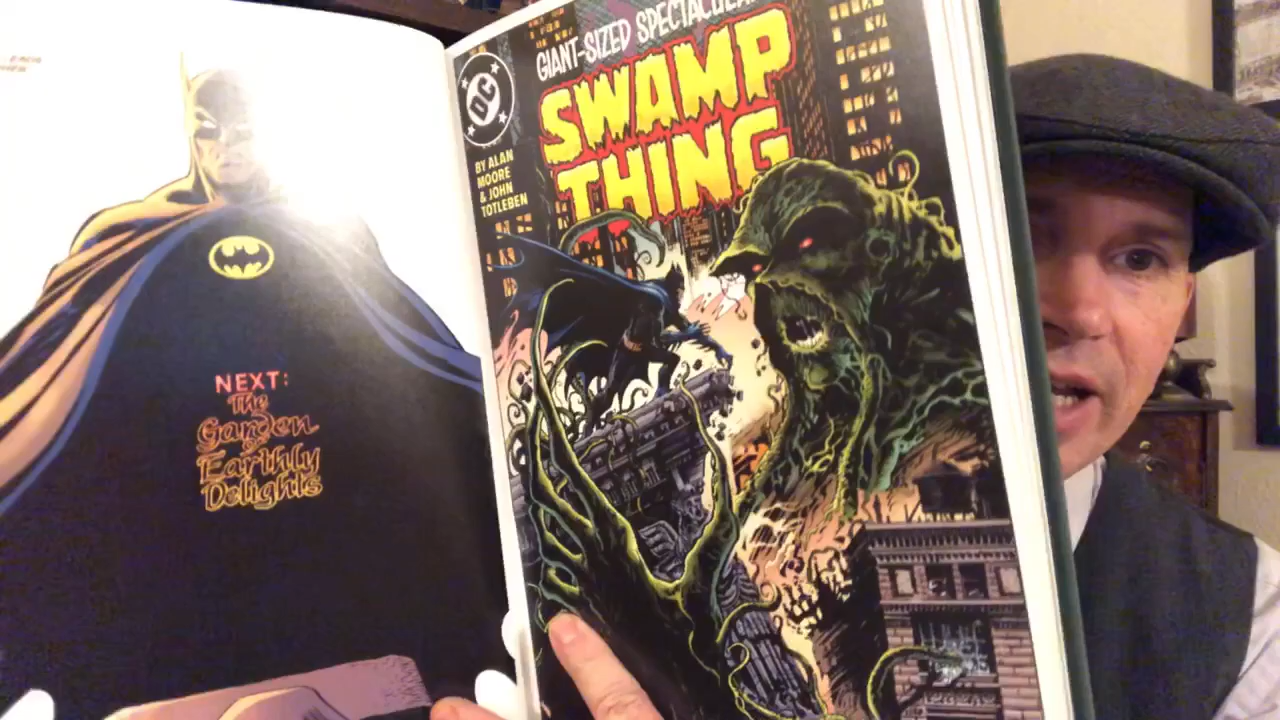 NEXT:
The
Garden
of
Earthly
Delights
GIANT-SIZED SPECTACULAR
SWAMP
THING
DC
BY ALAN
MOORE
& JOHN
TOTLEBEN